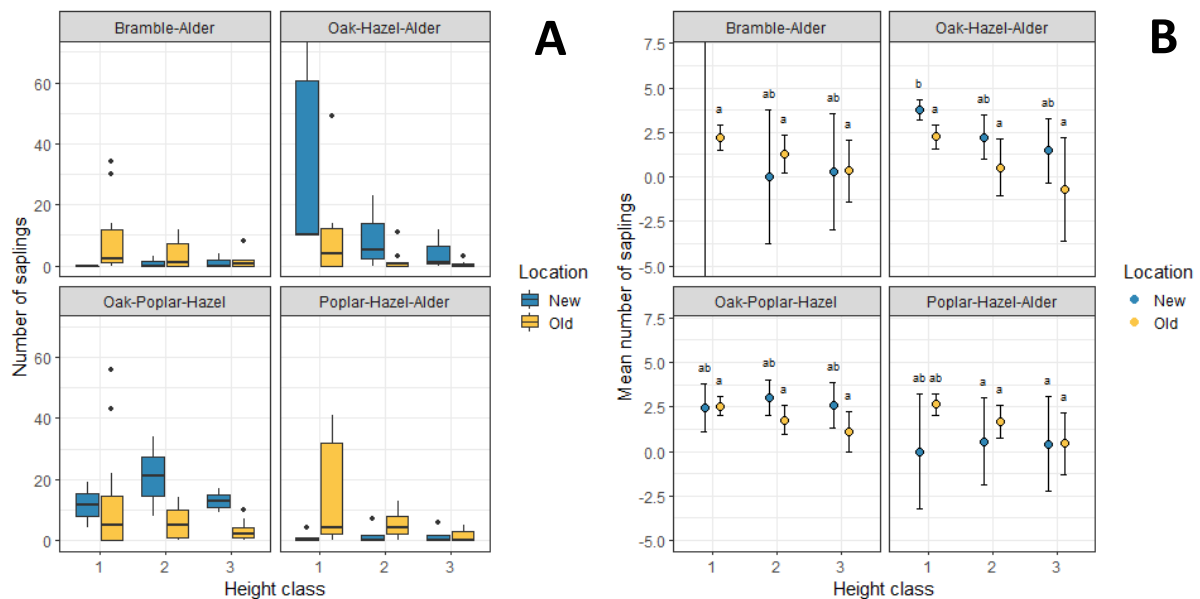 A
Bramble-Alder Oak-Hazel-Alder
60
40
20
0
Oak-Poplar-Hazel Poplar-Hazel-Alder
60
40
20
0
1 2 3 1 2 3
Height class
Number of saplings
Location
New
Old
B
Bramble-Alder Oak-Hazel-Alder
7.5
5.0
2.5
0.0
-2.5
-5.0
a ab a ab a
b a ab a ab a
Oak-Poplar-Hazel Poplar-Hazel-Alder
7.5
5.0
2.5
0.0
-2.5
-5.0
ab a ab a ab a
ab ab a a a a
1 2 3 1 2 3
Height class
Mean number of saplings
Location
New
Old